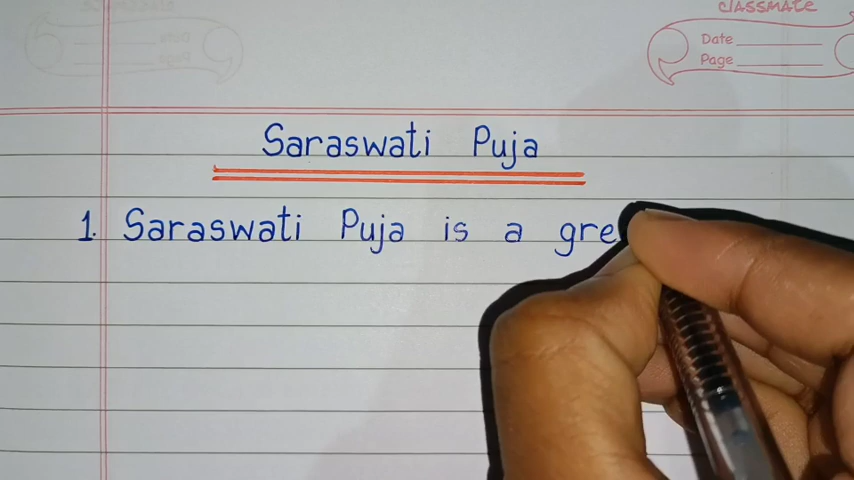 CLASSMATE
Date
Page
Saraswati Puja
1. Saraswati Puja is a gre